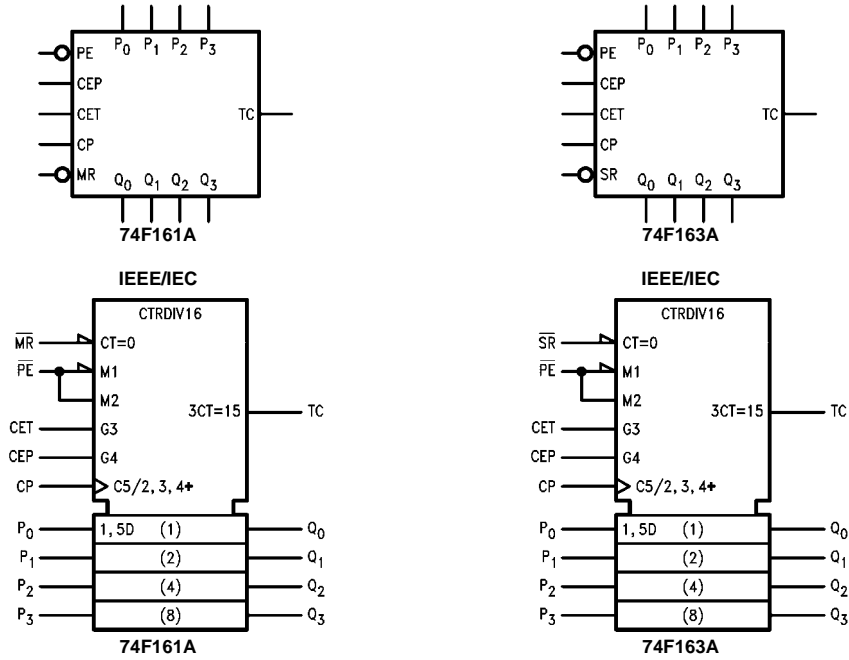 P0 P1 P2 P3
PE
CEP
CET
TC
CP
MR
Q0 Q1 Q2 Q3
74F161A
P0 P1 P2 P3
PE
CEP
CET
TC
CP
SR
Q0 Q1 Q2 Q3
74F163A
IEEE/IEC
CTRDIV16
MR CT=0
PE M1
M2
3CT=15 TC
CET G3
CEP G4
CP C5/2,3,4+
P0 1,5D (1) Q0
P1 (2) Q1
P2 (4) Q2
P3 (8) Q3
74F161A
IEEE/IEC
CTRDIV16
SR CT=0
PE M1
M2
3CT=15 TC
CET G3
CEP G4
CP C5/2,3,4+
P0 1,5D (1) Q0
P1 (2) Q1
P2 (4) Q2
P3 (8) Q3
74F163A